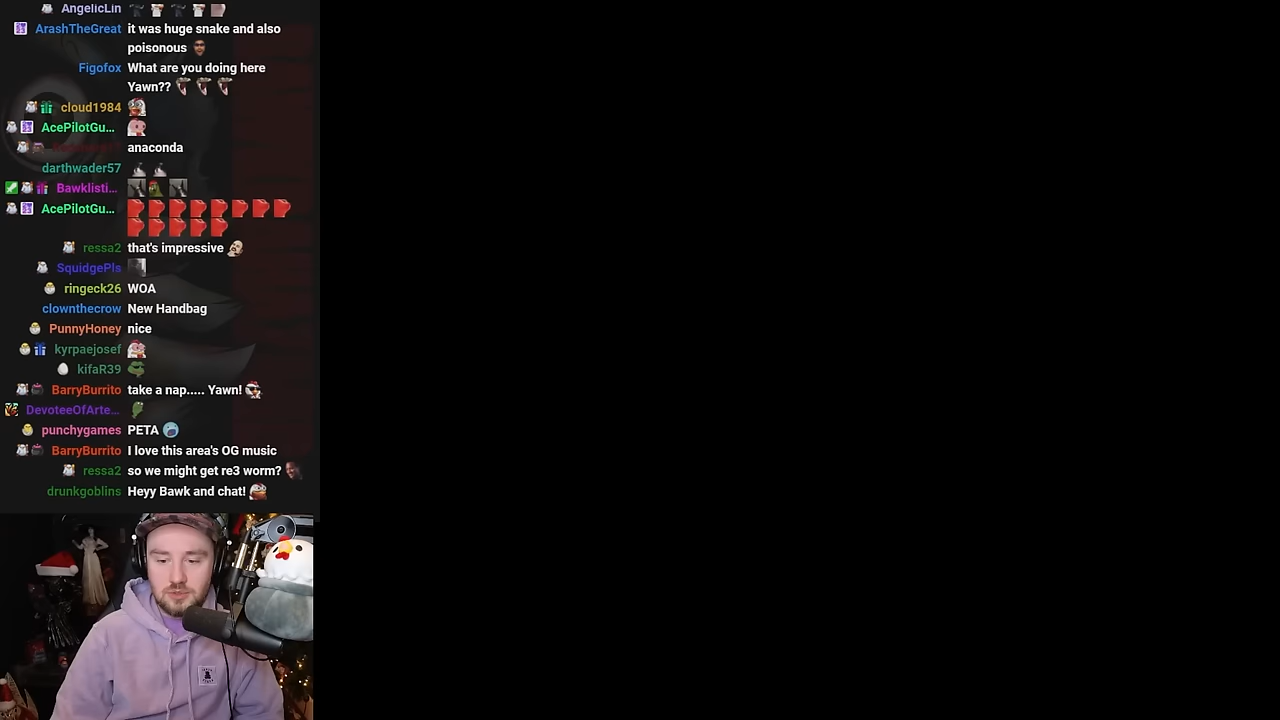 AngelicLin
ArashTheGreat it was huge snake and also
poisonous
Figofox What are you doing here
Yawn??
cloud1984
AcePilotGu...
anaconda
darthwader57
Bawklisti...
AcePilotGu...
ressa2 that's impressive
SquidgePls
ringeck26 WOA
clownthecrow New Handbag
PunnyHoney nice
kyrpaejosef
kifaR39
BarryBurrito take a nap..... Yawn!
DevoteeOfArte...
punchygames PETA
BarryBurrito I love this area's OG music
ressa2 so we might get re3 worm?
drunkgoblins Heyy Bawk and chat!